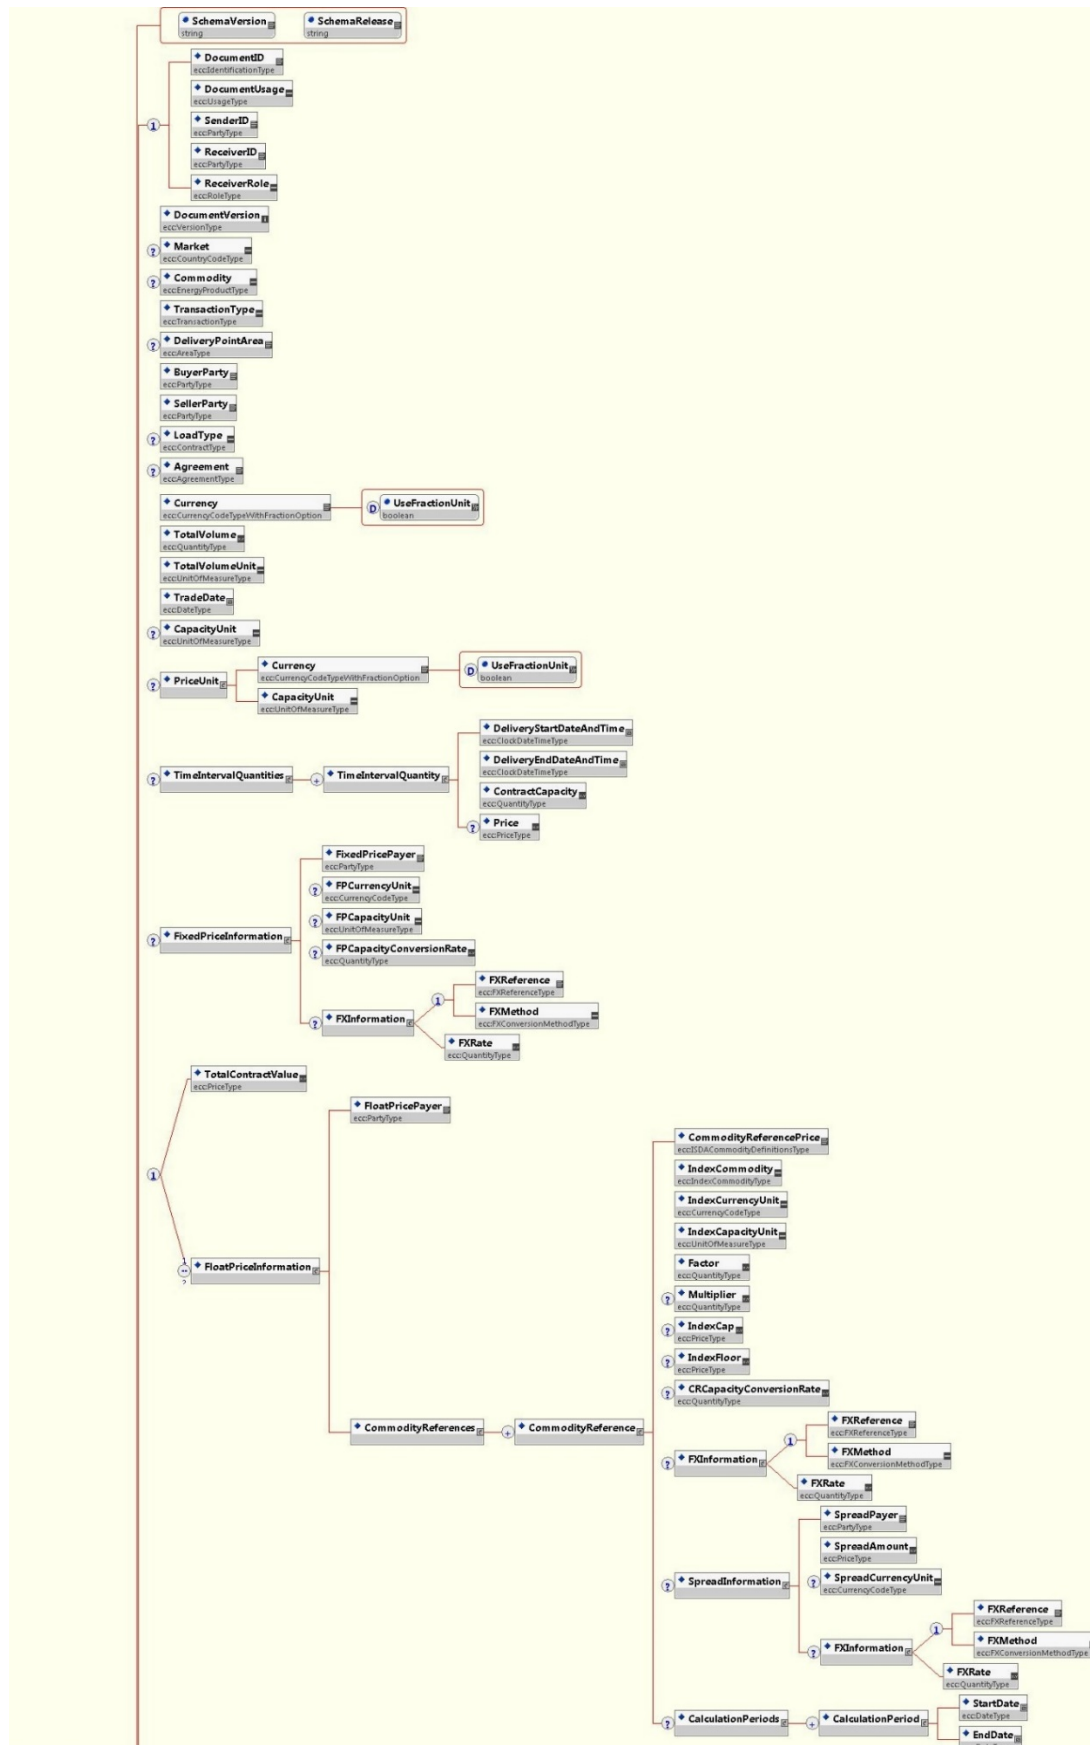 SchemaVersion
string
SchemaRelease
string
DocumentID
ecc:IdentificationType
DocumentUsage
ecc:UsageType
SenderID
ecc:PartyType
1
ReceiverID
ecc:PartyType
ReceiverRole
ecc:RoleType
DocumentVersion
ecc:VersionType
? Market
ecc:CountryCodeType
? Commodity
ecc:EnergyProductType
TransactionType
ecc:TransactionType
? DeliveryPointArea
ecc:AreaType
BuyerParty
ecc:PartyType
SellerParty
ecc:PartyType
? LoadType
ecc:ContractType
? Agreement
ecc:AgreementType
Currency
ecc:CurrencyCodeTypeWithFractionOption
D UseFractionUnit
boolean
TotalVolume
ecc:QuantityType
TotalVolumeUnit
ecc:UnitOfMeasureType
TradeDate
ecc:DateType
? CapacityUnit
ecc:UnitOfMeasureType
? PriceUnit
Currency
ecc:CurrencyCodeTypeWithFractionOption
D UseFractionUnit
boolean
CapacityUnit
ecc:UnitOfMeasureType
? TimeIntervalQuantities
+ TimeIntervalQuantity
DeliveryStartDateAndTime
ecc:ClockDateTimeType
DeliveryEndDateAndTime
ecc:ClockDateTimeType
ContractCapacity
ecc:QuantityType
? Price
ecc:PriceType
? FixedPriceInformation
FixedPricePayer
ecc:PartyType
? FPCurrencyUnit
ecc:CurrencyCodeType
? FPCapacityUnit
ecc:UnitOfMeasureType
? FPCapacityConversionRate
ecc:QuantityType
? FXInformation
1
FXReference
ecc:FXReferenceType
FXMethod
ecc:FXConversionMethodType
FXRate
ecc:QuantityType
1
TotalContractValue
ecc:PriceType
1
..
2
FloatPriceInformation
FloatPricePayer
ecc:PartyType
CommodityReferences
+ CommodityReference
CommodityReferencePrice
ecc:ISDACommodityDefinitionsType
IndexCommodity
ecc:IndexCommodityType
IndexCurrencyUnit
ecc:CurrencyCodeType
IndexCapacityUnit
ecc:UnitOfMeasureType
Factor
ecc:QuantityType
? Multiplier
ecc:QuantityType
? IndexCap
ecc:PriceType
? IndexFloor
ecc:PriceType
? CRCapacityConversionRate
ecc:QuantityType
? FXInformation
1
FXReference
ecc:FXReferenceType
FXMethod
ecc:FXConversionMethodType
FXRate
ecc:QuantityType
? SpreadInformation
SpreadPayer
ecc:PartyType
SpreadAmount
ecc:PriceType
? SpreadCurrencyUnit
ecc:CurrencyCodeType
? FXInformation
1
FXReference
ecc:FXReferenceType
FXMethod
ecc:FXConversionMethodType
FXRate
ecc:QuantityType
? CalculationPeriods
+ CalculationPeriod
StartDate
ecc:DateType
EndDate